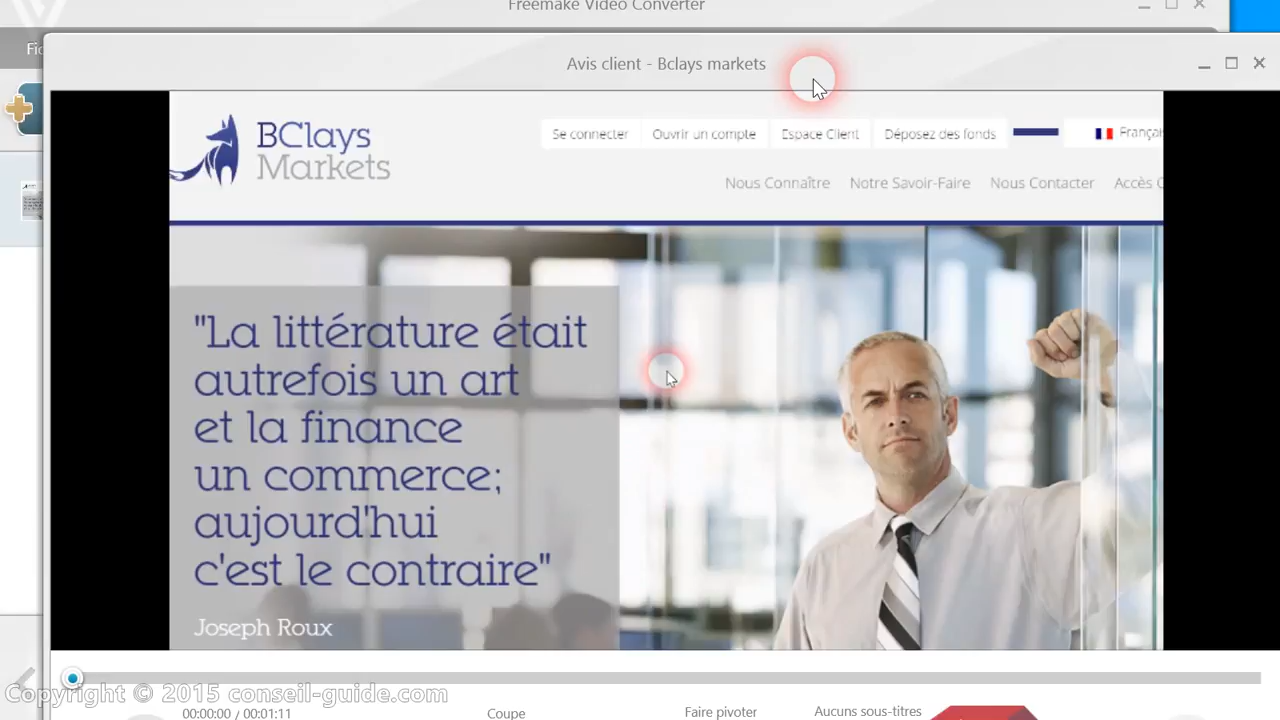 Freemake Video Converter
Avis client - Bclays markets
BClays
Markets
Se connecter
Ouvrir un compte
Espace Client
Déposez des fonds
Nous Connaître
Notre Savoir-Faire
Nous Contacter
Accès
"La littérature était
autrefois un art
et la finance
un commerce;
aujourd'hui
c'est le contraire"
Joseph Roux
Copyright © 2015 conseil-guide.com
00:00:00 / 00:01:11
Coupe
Faire pivoter
Aucuns sous-titres